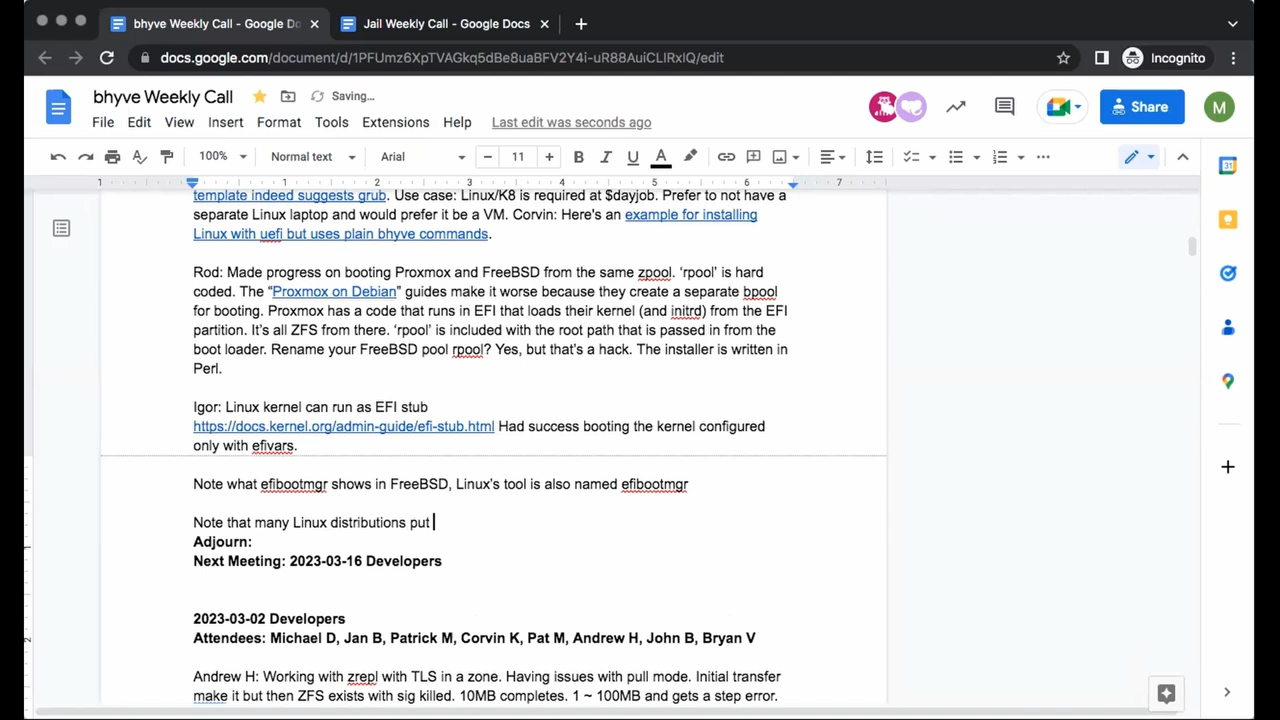 bhyve Weekly Call - Google Do
Jail Weekly Call - Google Docs
docs.google.com/document/d/1PFUmz6XpTVAGkq5dBe8uaBFV2Y4i-uR88AuiCLIRxIQ/edit
Incognito
bhyve Weekly Call
Saving...
File Edit View Insert Format Tools Extensions Help Last edit was seconds ago
Share
M
100% Normal text Arial 11 B I U A
1 1 2 3 4 5 6 7
template indeed suggests grub. Use case: Linux/K8 is required at $dayjob. Prefer to not have a
separate Linux laptop and would prefer it be a VM. Corvin: Here's an example for installing
Linux with uefi but uses plain bhyve commands.
Rod: Made progress on booting Proxmox and FreeBSD from the same zpool. ‘rpool’ is hard
coded. The “Proxmox on Debian” guides make it worse because they create a separate bpool
for booting. Proxmox has a code that runs in EFI that loads their kernel (and initrd) from the EFI
partition. It’s all ZFS from there. ‘rpool’ is included with the root path that is passed in from the
boot loader. Rename your FreeBSD pool rpool? Yes, but that’s a hack. The installer is written in
Perl.
Igor: Linux kernel can run as EFI stub
https://docs.kernel.org/admin-guide/efi-stub.html Had success booting the kernel configured
only with efivars.
Note what efibootmgr shows in FreeBSD, Linux’s tool is also named efibootmgr
Note that many Linux distributions put
Adjourn:
Next Meeting: 2023-03-16 Developers
2023-03-02 Developers
Attendees: Michael D, Jan B, Patrick M, Corvin K, Pat M, Andrew H, John B, Bryan V
Andrew H: Working with zrepl with TLS in a zone. Having issues with pull mode. Initial transfer
make it but then ZFS exists with sig killed. 10MB completes. 1 ~ 100MB and gets a step error.
31
1
2